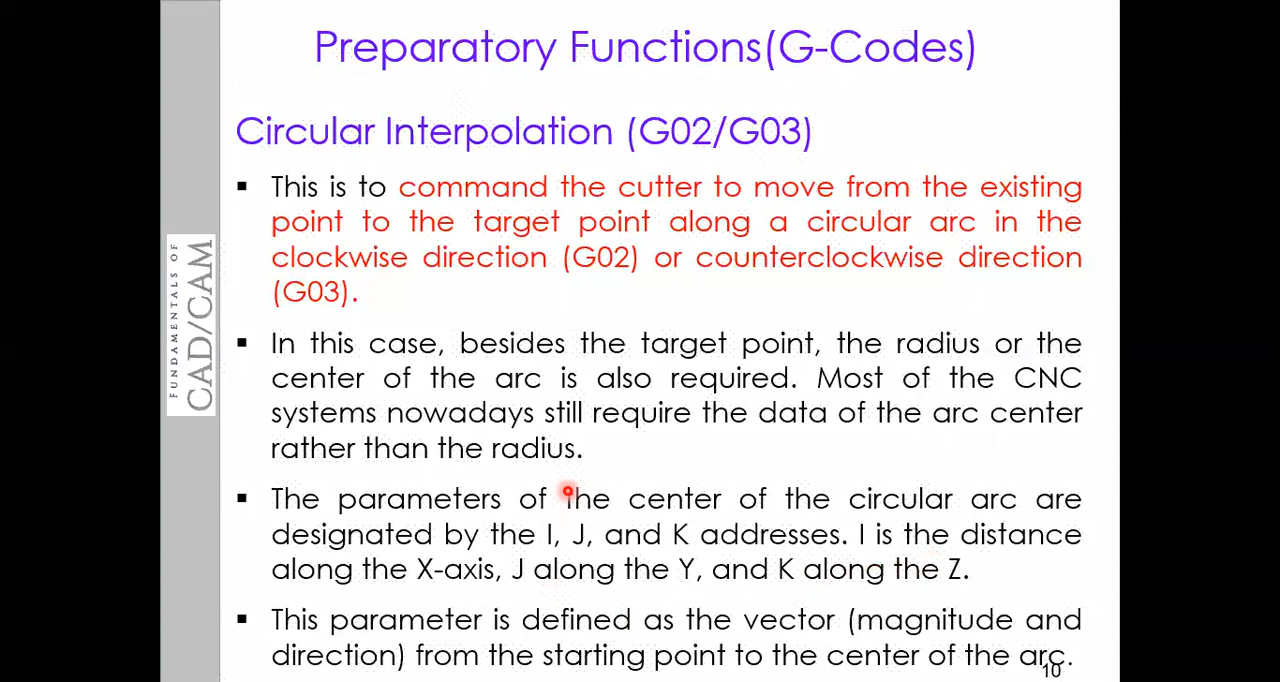 Preparatory Functions(G-Codes)
Circular Interpolation (G02/G03)
▪ This is to command the cutter to move from the existing
point to the target point along a circular arc in the
clockwise direction (G02) or counterclockwise direction
(G03).
▪ In this case, besides the target point, the radius or the
center of the arc is also required. Most of the CNC
systems nowadays still require the data of the arc center
rather than the radius.
▪ The parameters of the center of the circular arc are
designated by the I, J, and K addresses. I is the distance
along the X-axis, J along the Y, and K along the Z.
▪ This parameter is defined as the vector (magnitude and
direction) from the starting point to the center of the arc.
10
FUNDAMENTALS OF
CAD/CAM